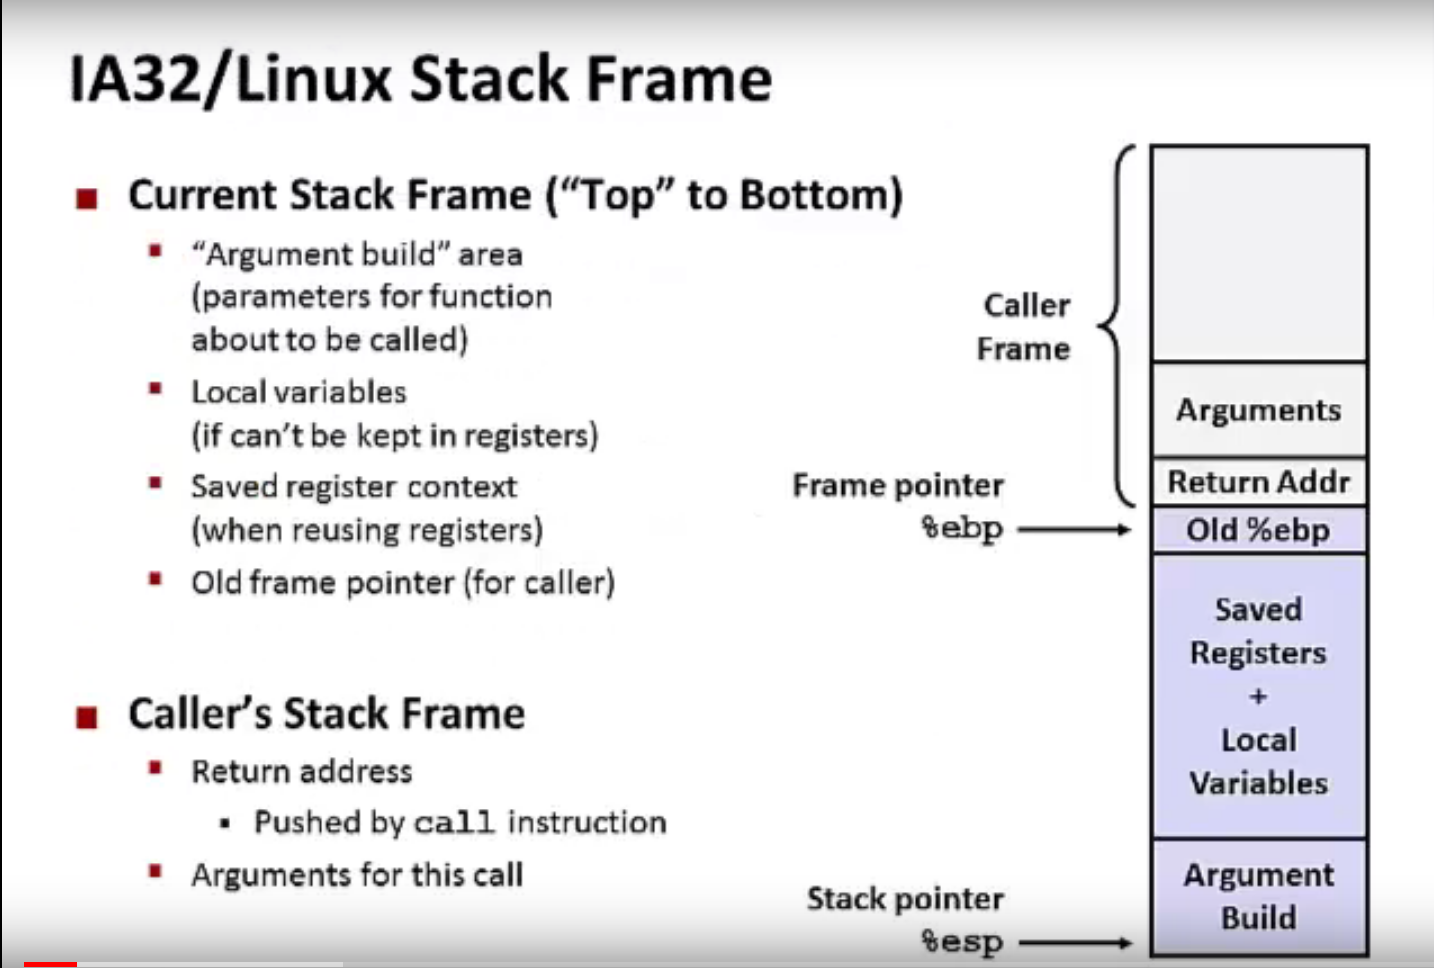 IA32/Linux Stack Frame
Current Stack Frame (“Top” to Bottom)
“Argument build” area
(parameters for function
about to be called)
Local variables
(if can’t be kept in registers)
Saved register context
(when reusing registers)
Old frame pointer (for caller)
Caller’s Stack Frame
Return address
Pushed by call instruction
Arguments for this call
Caller
Frame
Frame pointer
%ebp
Stack pointer
%esp
Arguments
Return Addr
Old %ebp
Saved
Registers
+
Local
Variables
Argument
Build